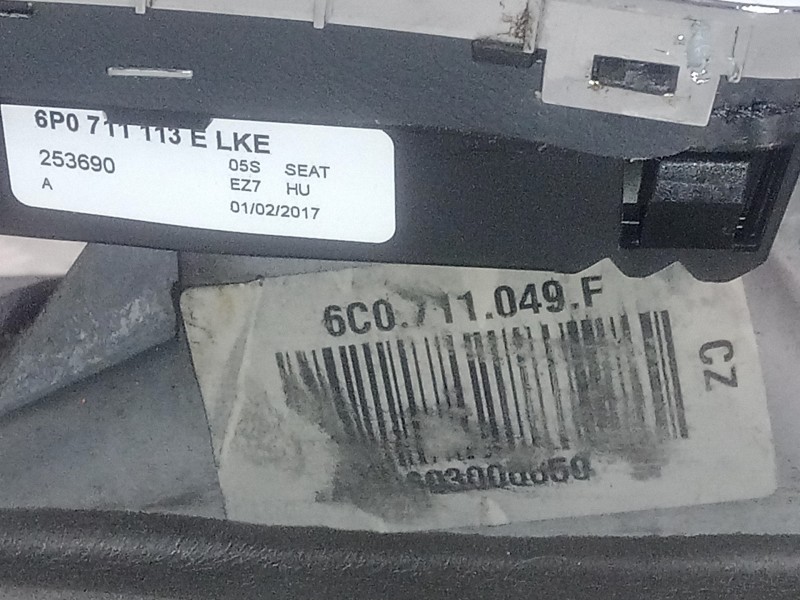 6P0 711 113 E LKE
253690 05S SEAT
A EZ7 HU
01/02/2017
6C0.711.049.F
CZ